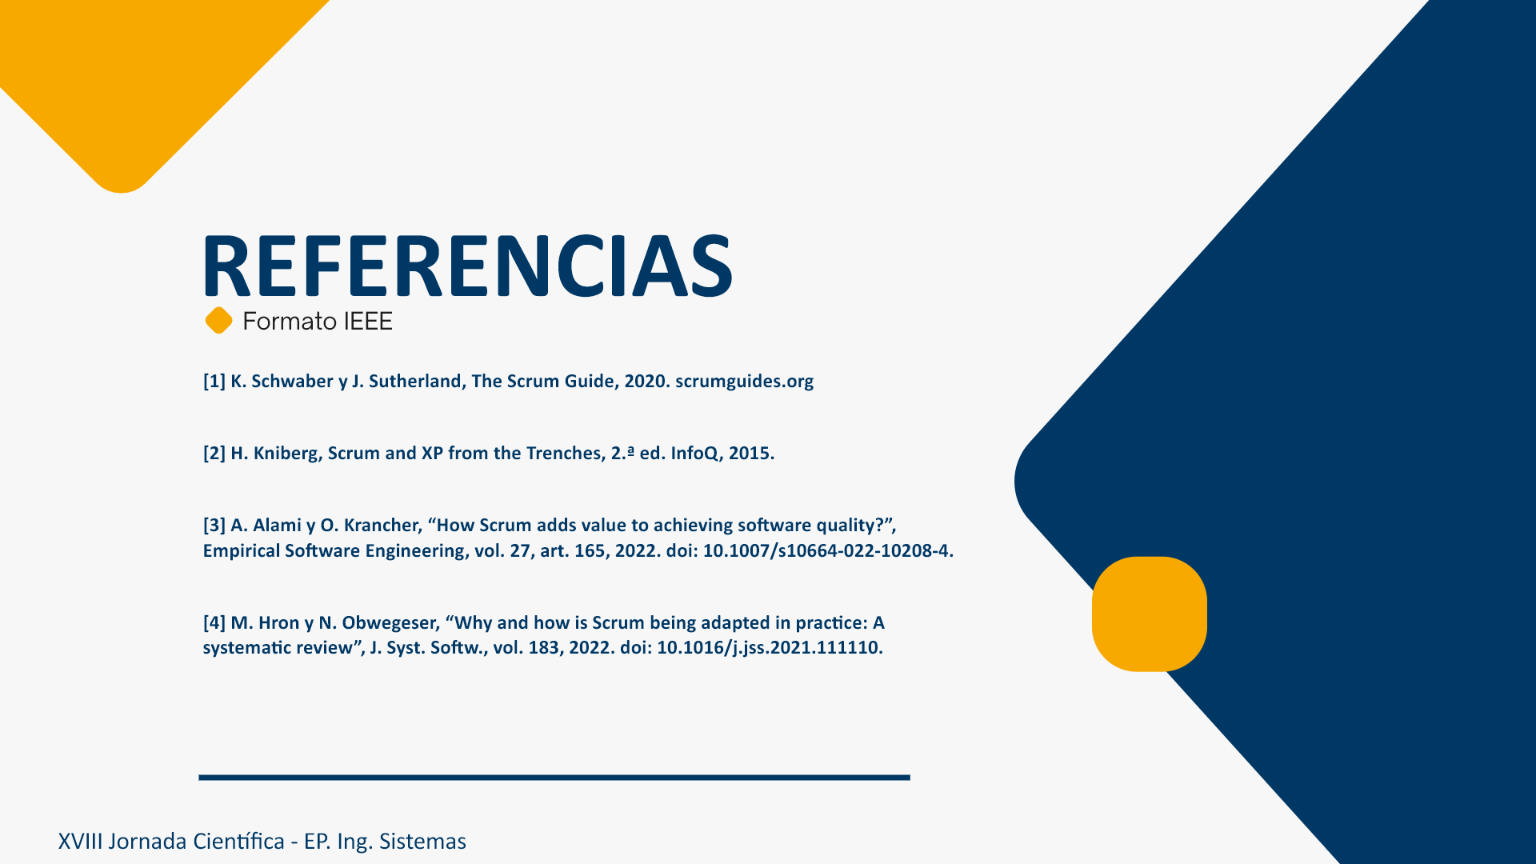 REFERENCIAS
Formato IEEE
[1] K. Schwaber y J. Sutherland, The Scrum Guide, 2020. scrumguides.org
[2] H. Kniberg, Scrum and XP from the Trenches, 2.ª ed. InfoQ, 2015.
[3] A. Alami y O. Krancher, “How Scrum adds value to achieving software quality?”,
Empirical Software Engineering, vol. 27, art. 165, 2022. doi: 10.1007/s10664-022-10208-4.
[4] M. Hron y N. Obwegeser, “Why and how is Scrum being adapted in practice: A
systematic review”, J. Syst. Softw., vol. 183, 2022. doi: 10.1016/j.jss.2021.111110.
XVIII Jornada Científica - EP. Ing. Sistemas